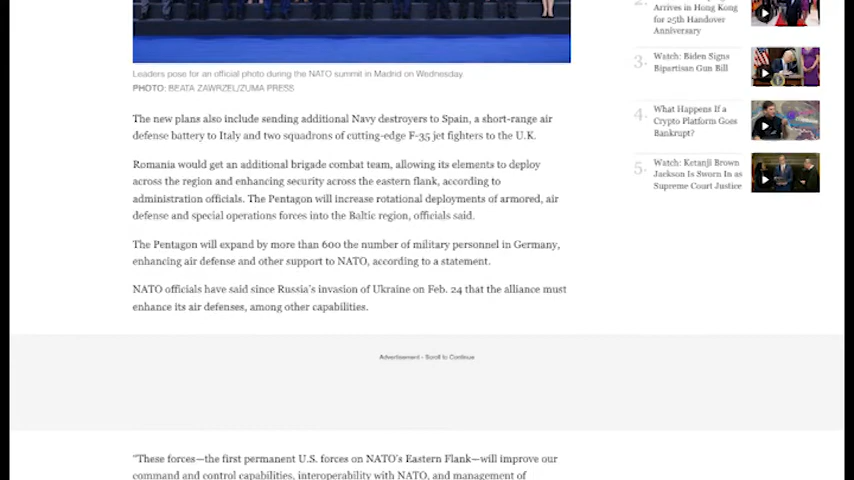 Leaders pose for an official photo during the NATO summit in Madrid on Wednesday.
PHOTO: BEATA ZAWRZEL/ZUMA PRESS
The new plans also include sending additional Navy destroyers to Spain, a short-range air
defense battery to Italy and two squadrons of cutting-edge F-35 jet fighters to the U.K.
Romania would get an additional brigade combat team, allowing its elements to deploy
across the region and enhancing security across the eastern flank, according to
administration officials. The Pentagon will increase rotational deployments of armored, air
defense and special operations forces into the Baltic region, officials said.
The Pentagon will expand by more than 600 the number of military personnel in Germany,
enhancing air defense and other support to NATO, according to a statement.
NATO officials have said since Russia's invasion of Ukraine on Feb. 24 that the alliance must
enhance its air defenses, among other capabilities.
Advertisement - Scroll to Continue
"These forces—the first permanent U.S. forces on NATO's Eastern Flank—will improve our
command and control capabilities, interoperability with NATO, and management of
2.
Arrives in Hong Kong
for 25th Handover
Anniversary
3.
Watch: Biden Signs
Bipartisan Gun Bill
4.
What Happens If a
Crypto Platform Goes
Bankrupt?
5.
Watch: Ketanji Brown
Jackson Is Sworn In as
Supreme Court Justice